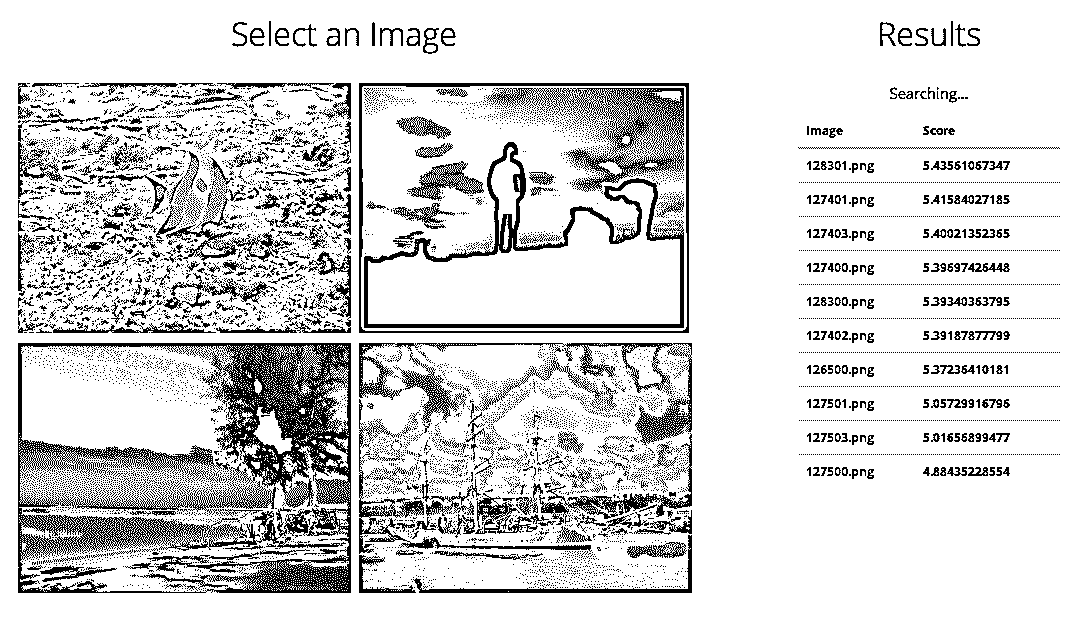 Select an Image
Results
Searching...
Image Score
128301.png 5.43561067347
127401.png 5.41584027185
127403.png 5.40021352365
127400.png 5.39697426448
128300.png 5.39340363795
127402.png 5.39187877799
126500.png 5.37236410181
127501.png 5.05729916796
127503.png 5.01656899477
127500.png 4.88435228554